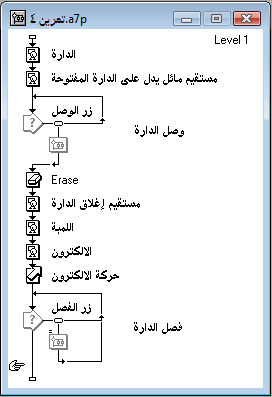 تمرين ٤.a7p
Level 1
الدارة
مستقيم مائل يدل على الدارة المفتوحة
زر الوصل
وصل الدارة
Erase
مستقيم إغلاق الدارة
اللمبة
الالكترون
حركة الالكترون
زر الفصل
فصل الدارة